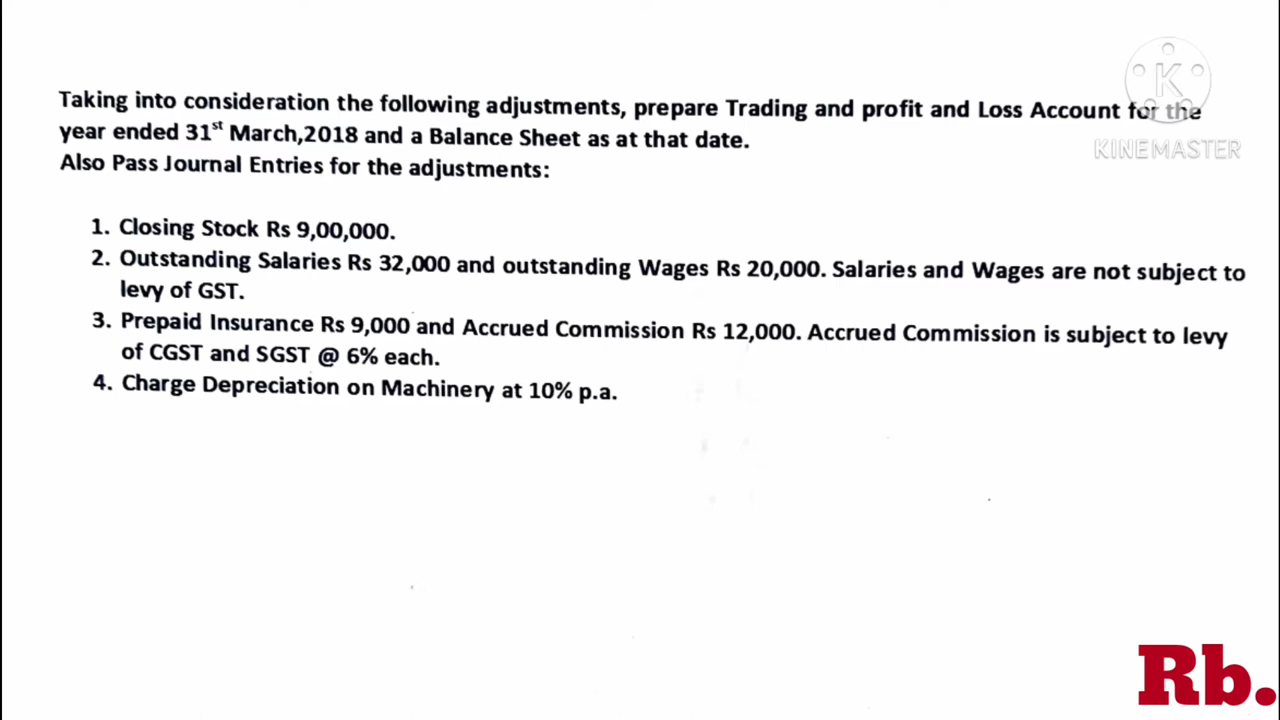 Taking into consideration the following adjustments, prepare Trading and profit and Loss Account for the
year ended 31st March,2018 and a Balance Sheet as at that date.
Also Pass Journal Entries for the adjustments:
1. Closing Stock Rs 9,00,000.
2. Outstanding Salaries Rs 32,000 and outstanding Wages Rs 20,000. Salaries and Wages are not subject to
levy of GST.
3. Prepaid Insurance Rs 9,000 and Accrued Commission Rs 12,000. Accrued Commission is subject to levy
of CGST and SGST @ 6% each.
4. Charge Depreciation on Machinery at 10% p.a.
K
KINEMASTER
Rb.